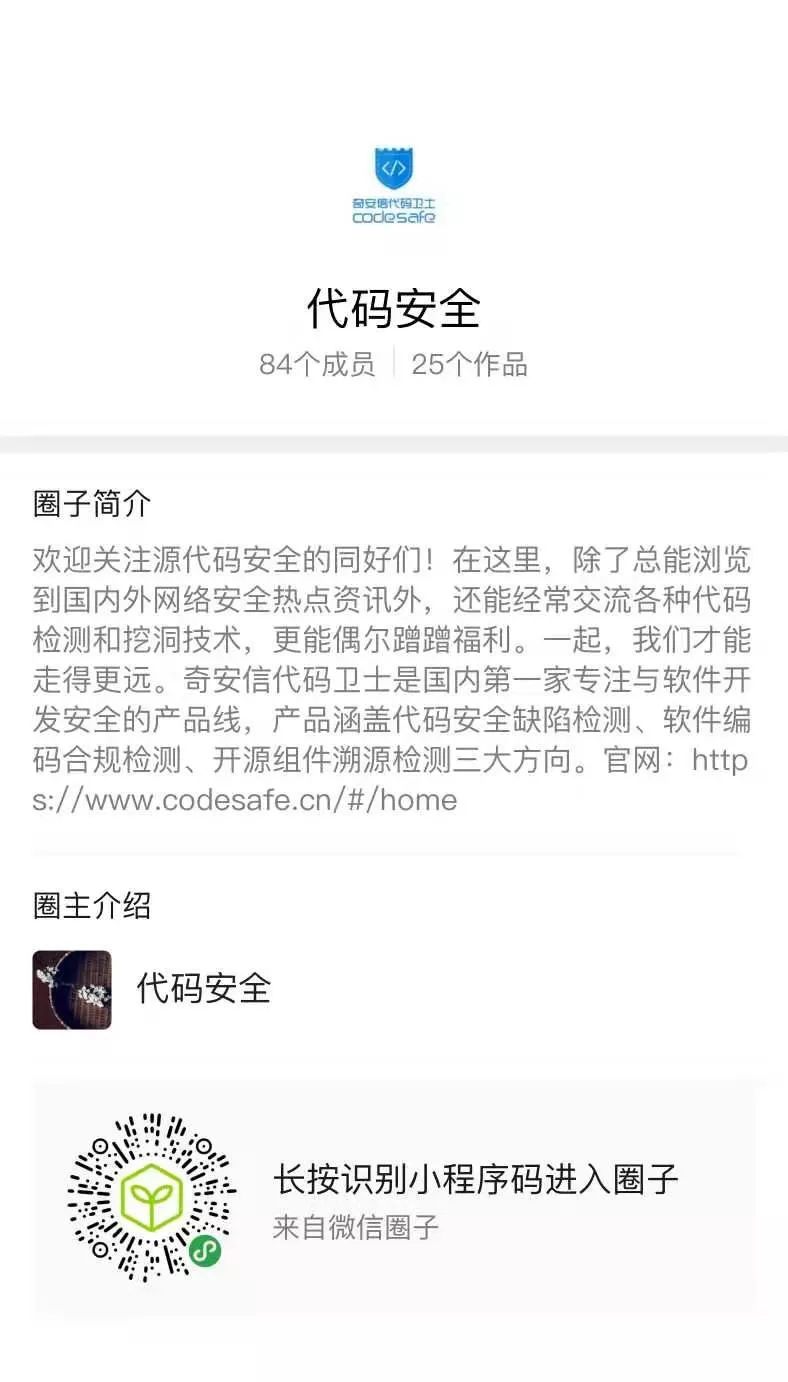 奇安信代码卫士
codesafe
代码安全
84个成员 | 25个作品
圈子简介
欢迎关注源代码安全的同好们！在这里，除了总能浏览
到国内外网络安全热点资讯外，还能经常交流各种代码
检测和挖洞技术，更能偶尔蹭蹭福利。一起，我们才能
走得更远。奇安信代码卫士是国内第一家专注与软件开
发安全的产品线，产品涵盖代码安全缺陷检测、软件编
码合规检测、开源组件溯源检测三大方向。官网：http
s://www.codesafe.cn/#/home
圈主介绍
代码安全
长按识别小程序码进入圈子
来自微信圈子